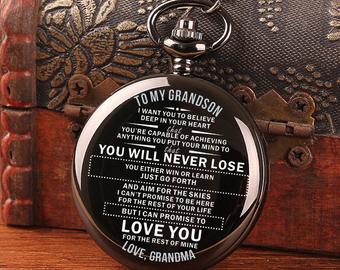 TO MY GRANDSON
I WANT YOU TO BELIEVE
DEEP IN YOUR HEART
that
YOU'RE CAPABLE OF ACHIEVING
ANYTHING YOU PUT YOUR MIND TO
that
YOU WILL NEVER LOSE
YOU EITHER WIN OR LEARN
JUST GO FORTH
AND AIM FOR THE SKIES
I CAN'T PROMISE TO BE HERE
FOR THE REST OF YOUR LIFE
BUT I CAN PROMISE TO
LOVE YOU
FOR THE REST OF MINE
LOVE, GRANDMA